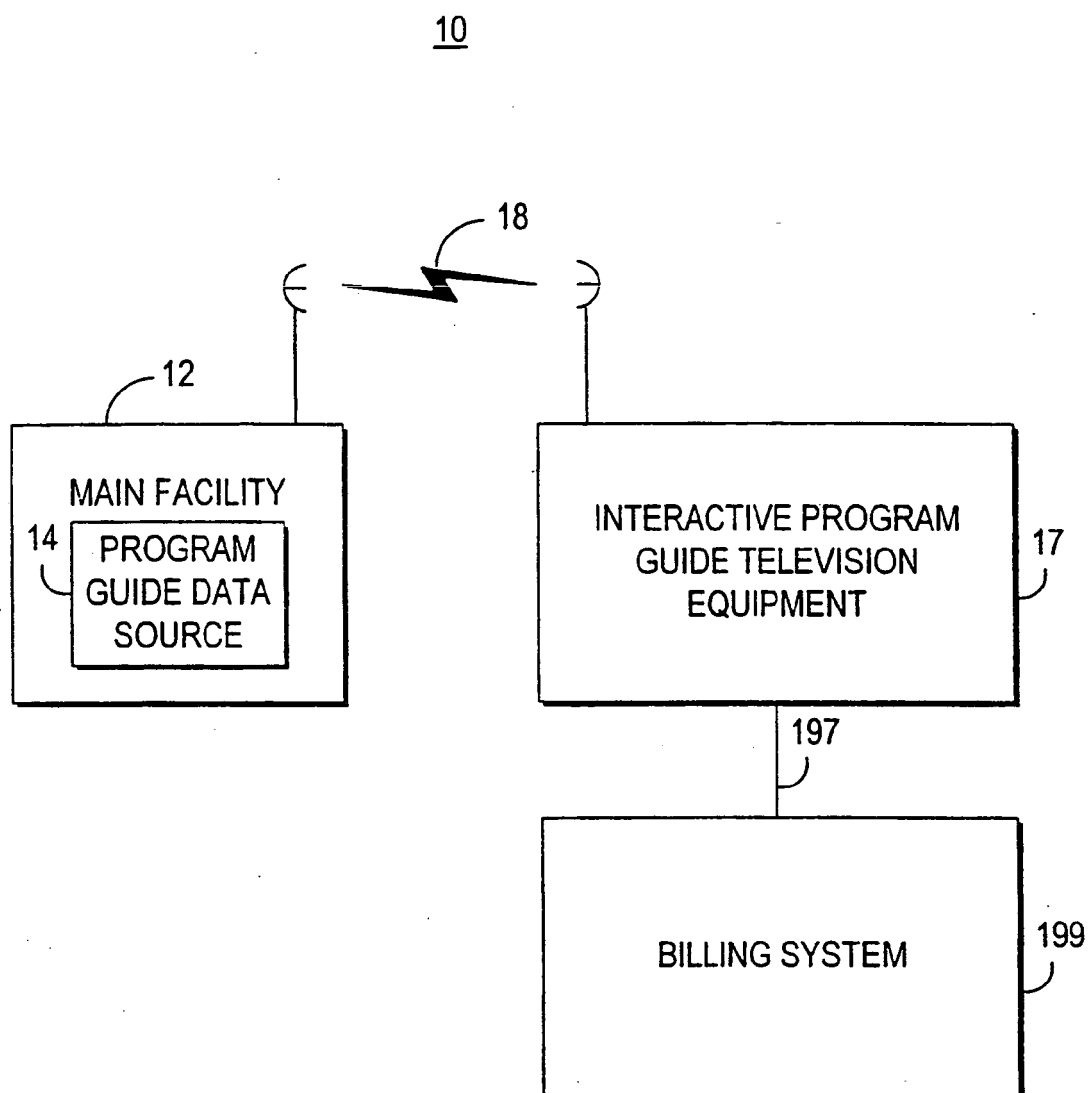 10
18
12
MAIN FACILITY
14
PROGRAM
GUIDE DATA
SOURCE
INTERACTIVE PROGRAM
GUIDE TELEVISION
EQUIPMENT
17
197
BILLING SYSTEM
199